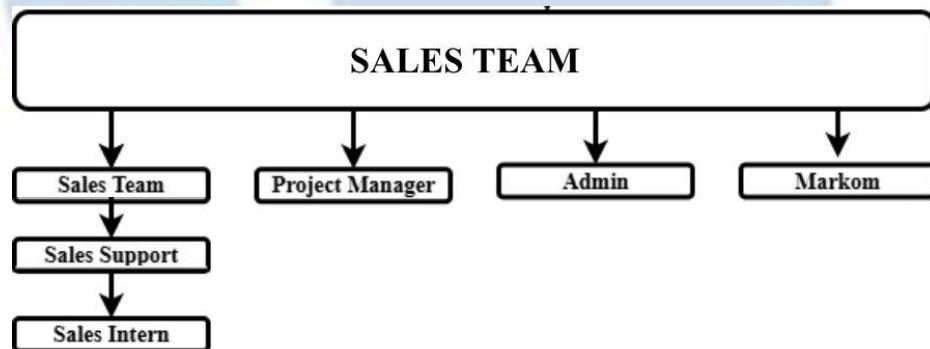 SALES TEAM
Sales Team
Project Manager
Admin
Markom
Sales Support
Sales Intern